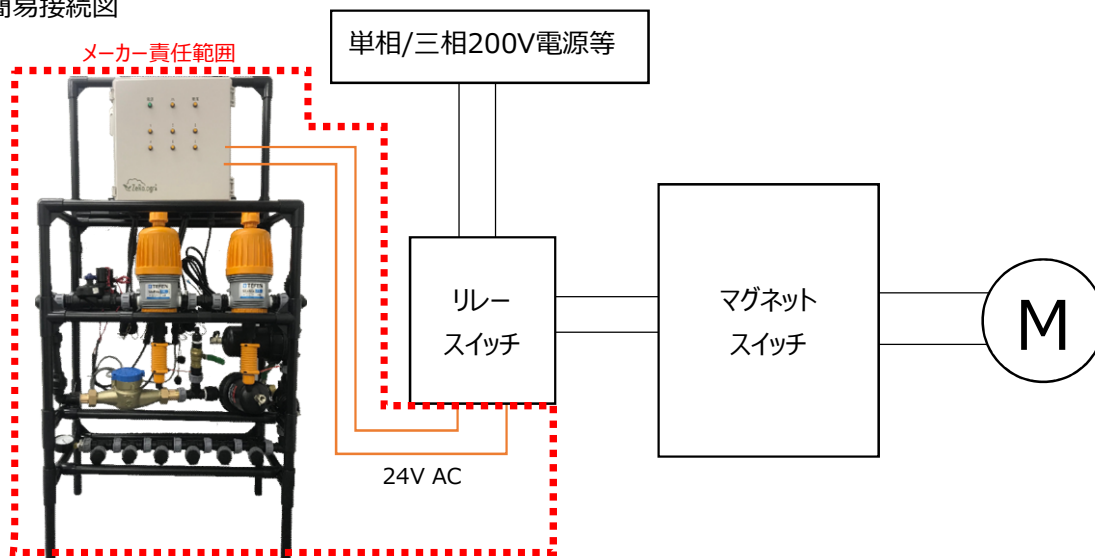 簡易接続図
メーカー責任範囲
単相/三相200V電源等
リレー
スイッチ
マグネット
スイッチ
M
24V AC